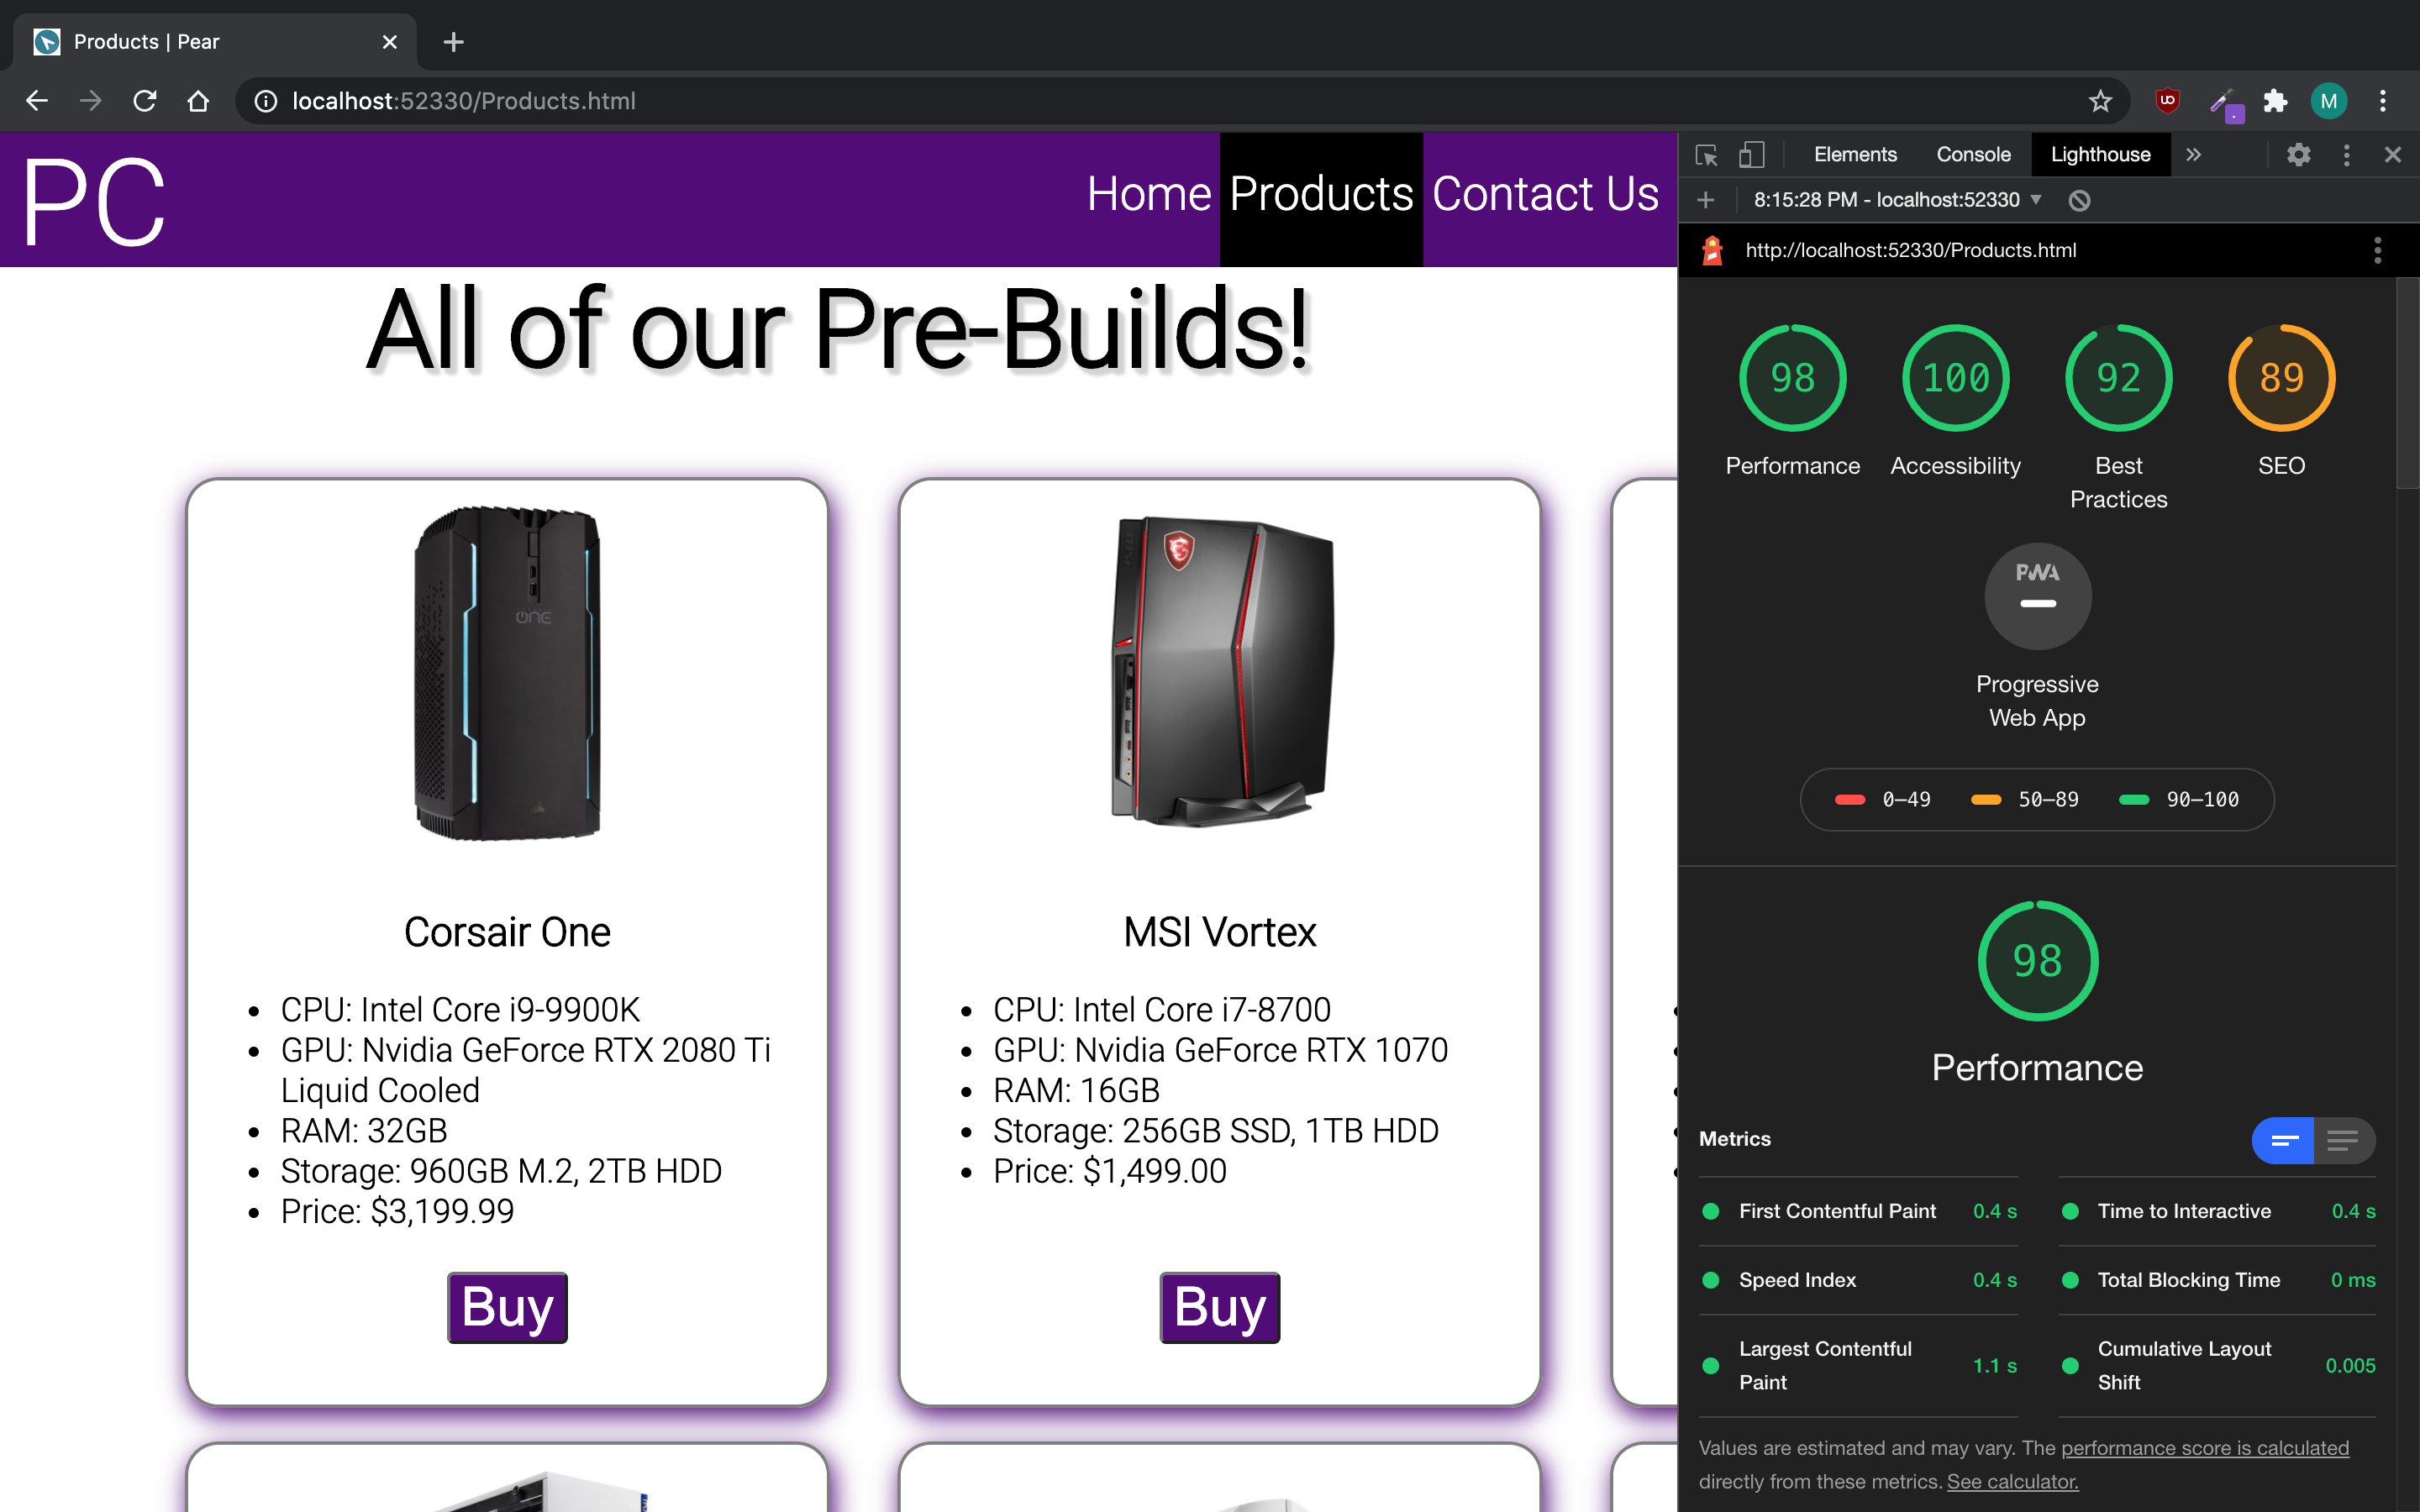 Products | Pear
localhost:52330/Products.html
M
PC
Home Products Contact Us
All of our Pre-Builds!
ONE
Corsair One
CPU: Intel Core i9-9900K
GPU: Nvidia GeForce RTX 2080 Ti
Liquid Cooled
RAM: 32GB
Storage: 960GB M.2, 2TB HDD
Price: $3,199.99
Buy
MSI Vortex
CPU: Intel Core i7-8700
GPU: Nvidia GeForce RTX 1070
RAM: 16GB
Storage: 256GB SSD, 1TB HDD
Price: $1,499.00
Buy
Elements Console Lighthouse
8:15:28 PM - localhost:52330
http://localhost:52330/Products.html
98 100 92 89
Performance Accessibility Best SEO
Practices
PWA
Progressive
Web App
0–49 50–89 90–100
98
Performance
Metrics
First Contentful Paint 0.4 s
Time to Interactive 0.4 s
Speed Index 0.4 s
Total Blocking Time 0 ms
Largest Contentful
Paint 1.1 s
Cumulative Layout
Shift 0.005
Values are estimated and may vary. The performance score is calculated
directly from these metrics. See calculator.